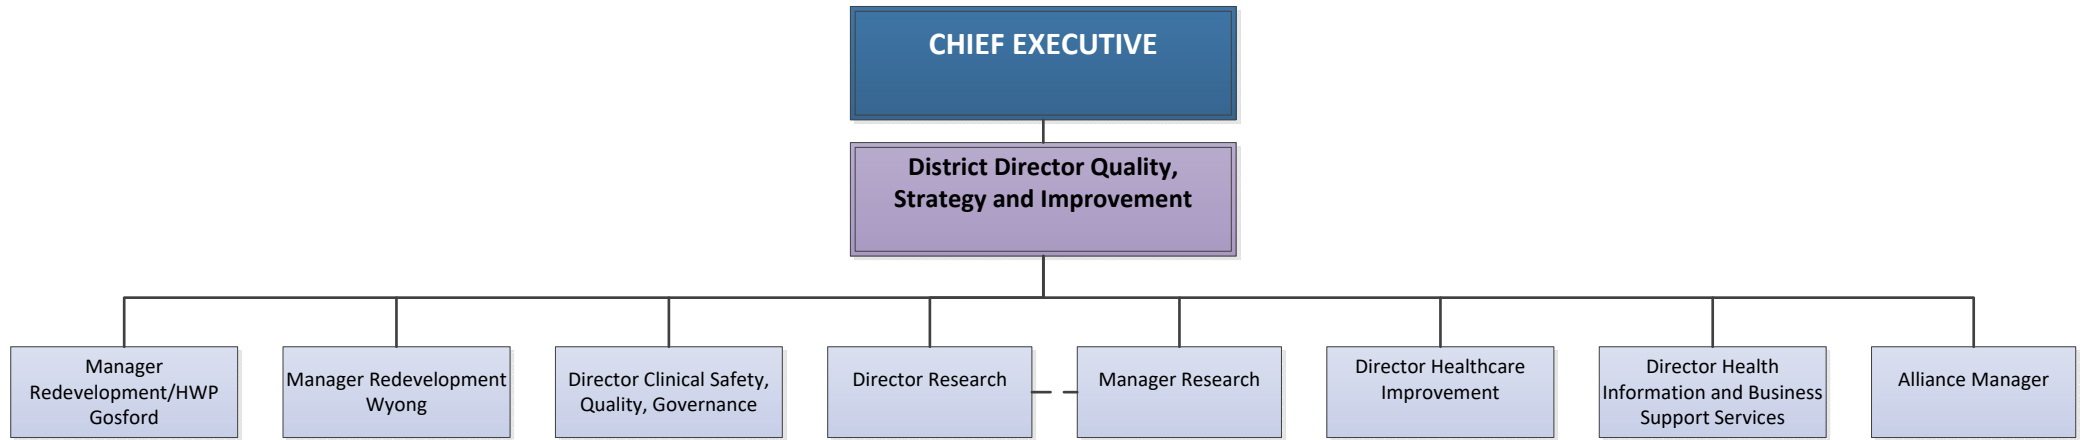 CHIEF EXECUTIVE
District Director Quality,
Strategy and Improvement
Manager
Redevelopment/HWP
Gosford
Manager Redevelopment
Wyong
Director Clinical Safety,
Quality, Governance
Director Research
Manager Research
Director Healthcare
Improvement
Director Health
Information and Business
Support Services
Alliance Manager